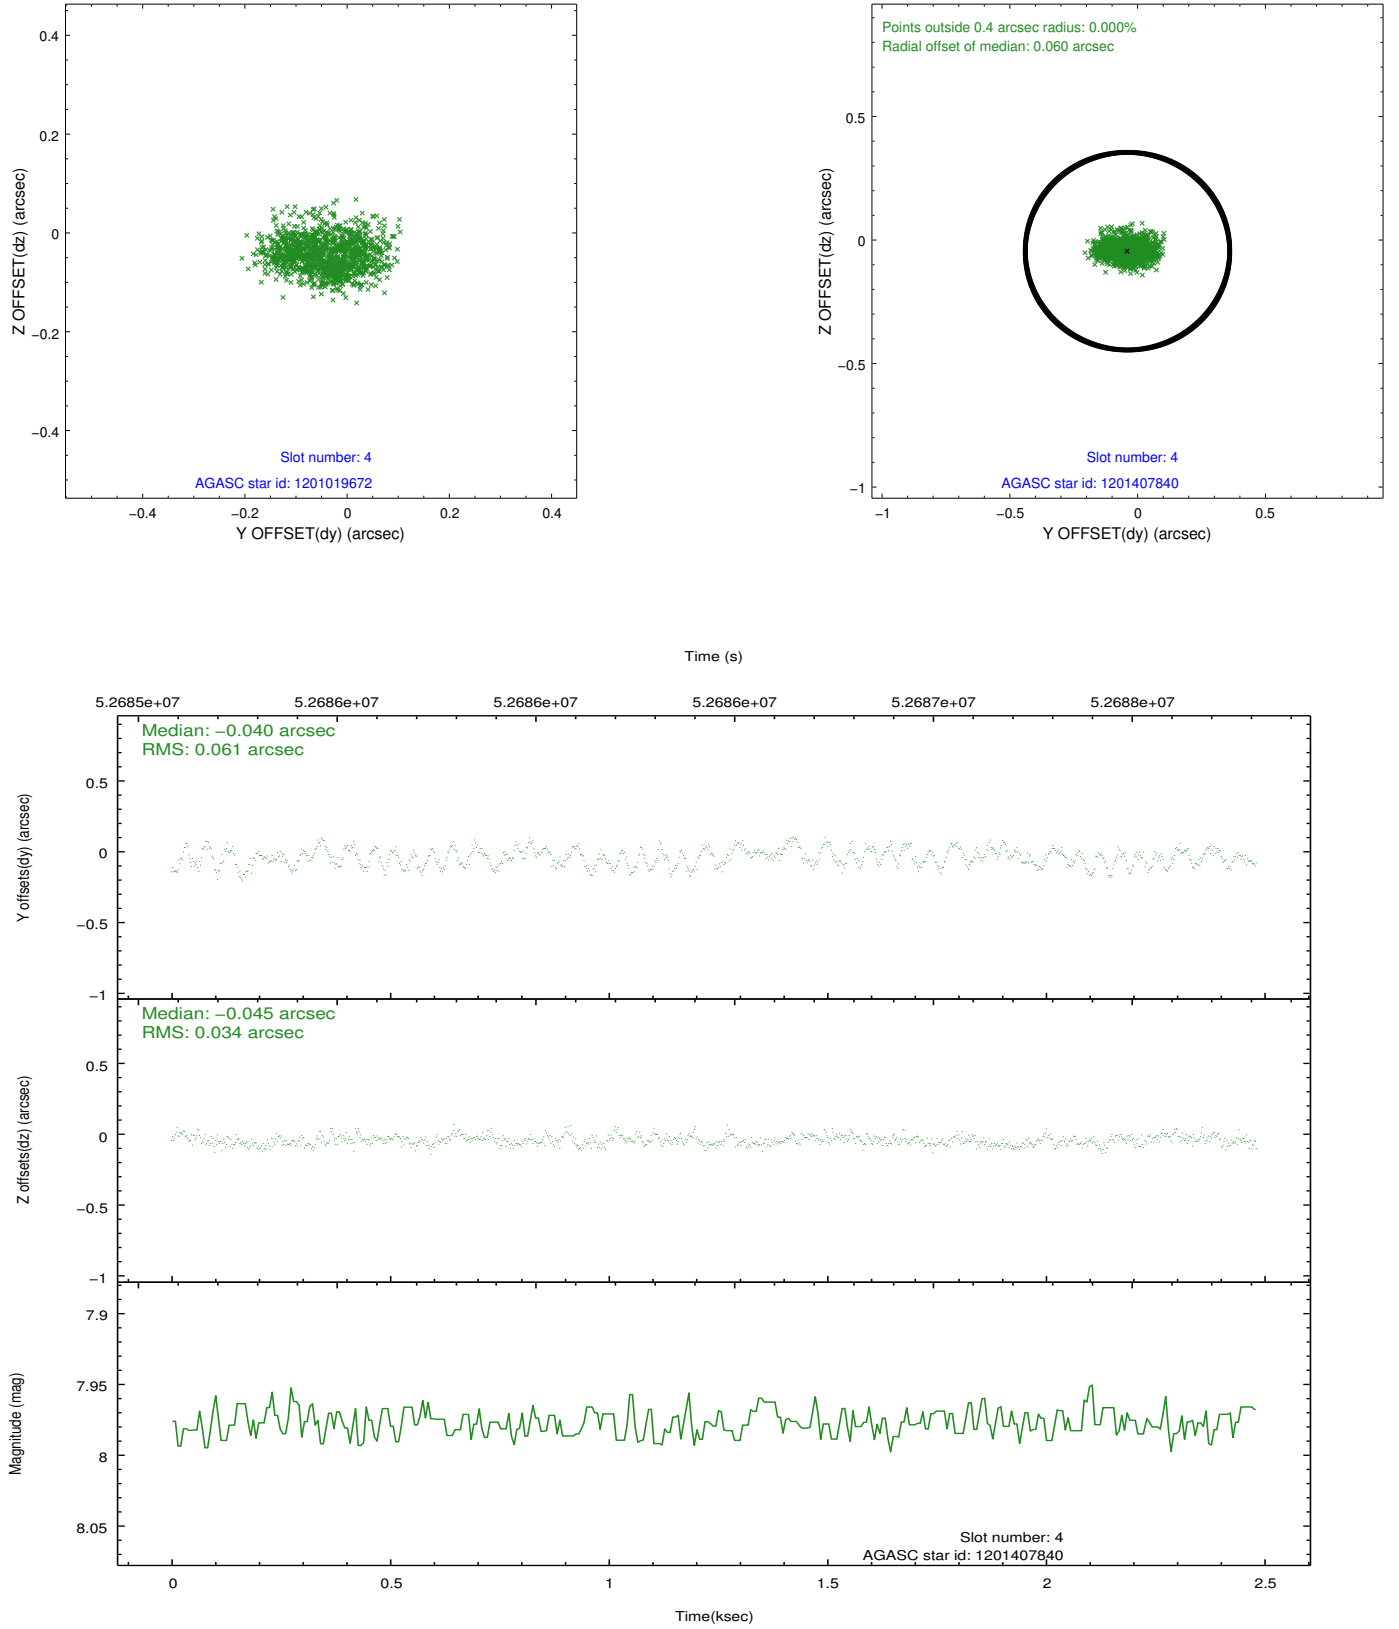 0.4
0.2
0
−0.2
−0.4
Z OFFSET(dz) (arcsec)
Slot number: 4
AGASC star id: 1201019672
−0.4
−0.2
0
0.2
0.4
Y OFFSET(dy) (arcsec)
Points outside 0.4 arcsec radius: 0.000%
Radial offset of median: 0.060 arcsec
0.5
0
−0.5
−1
Z OFFSET(dz) (arcsec)
Slot number: 4
AGASC star id: 1201407840
−1
−0.5
0
0.5
Y OFFSET(dy) (arcsec)
Time (s)
5.2685e+07
5.2686e+07
5.2686e+07
5.2686e+07
5.2687e+07
5.2688e+07
Median: −0.040 arcsec
RMS: 0.061 arcsec
0.5
0
−0.5
−1
Y offsets(dy) (arcsec)
Median: −0.045 arcsec
RMS: 0.034 arcsec
0.5
0
−0.5
−1
Z offsets(dz) (arcsec)
7.9
7.95
8
8.05
Magnitude (mag)
Slot number: 4
AGASC star id: 1201407840
0
0.5
1
1.5
2
2.5
Time(ksec)